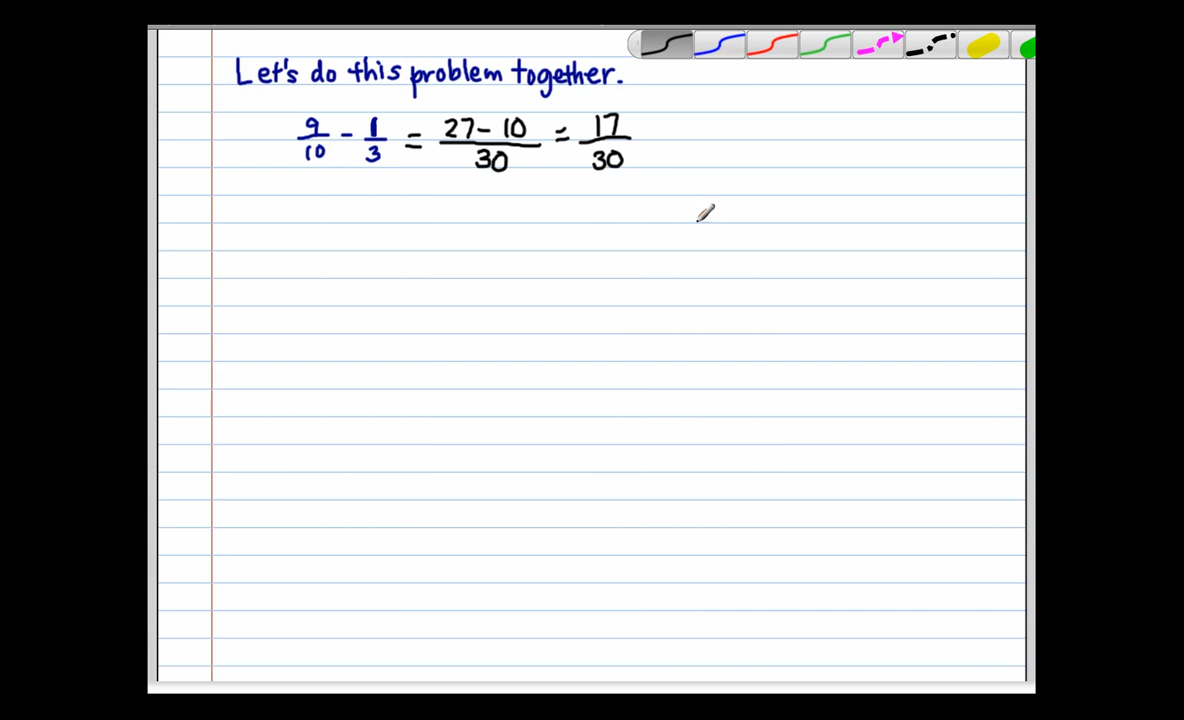 Let's do this problem together.
9/10 - 1/3 = 27-10/30 = 17/30